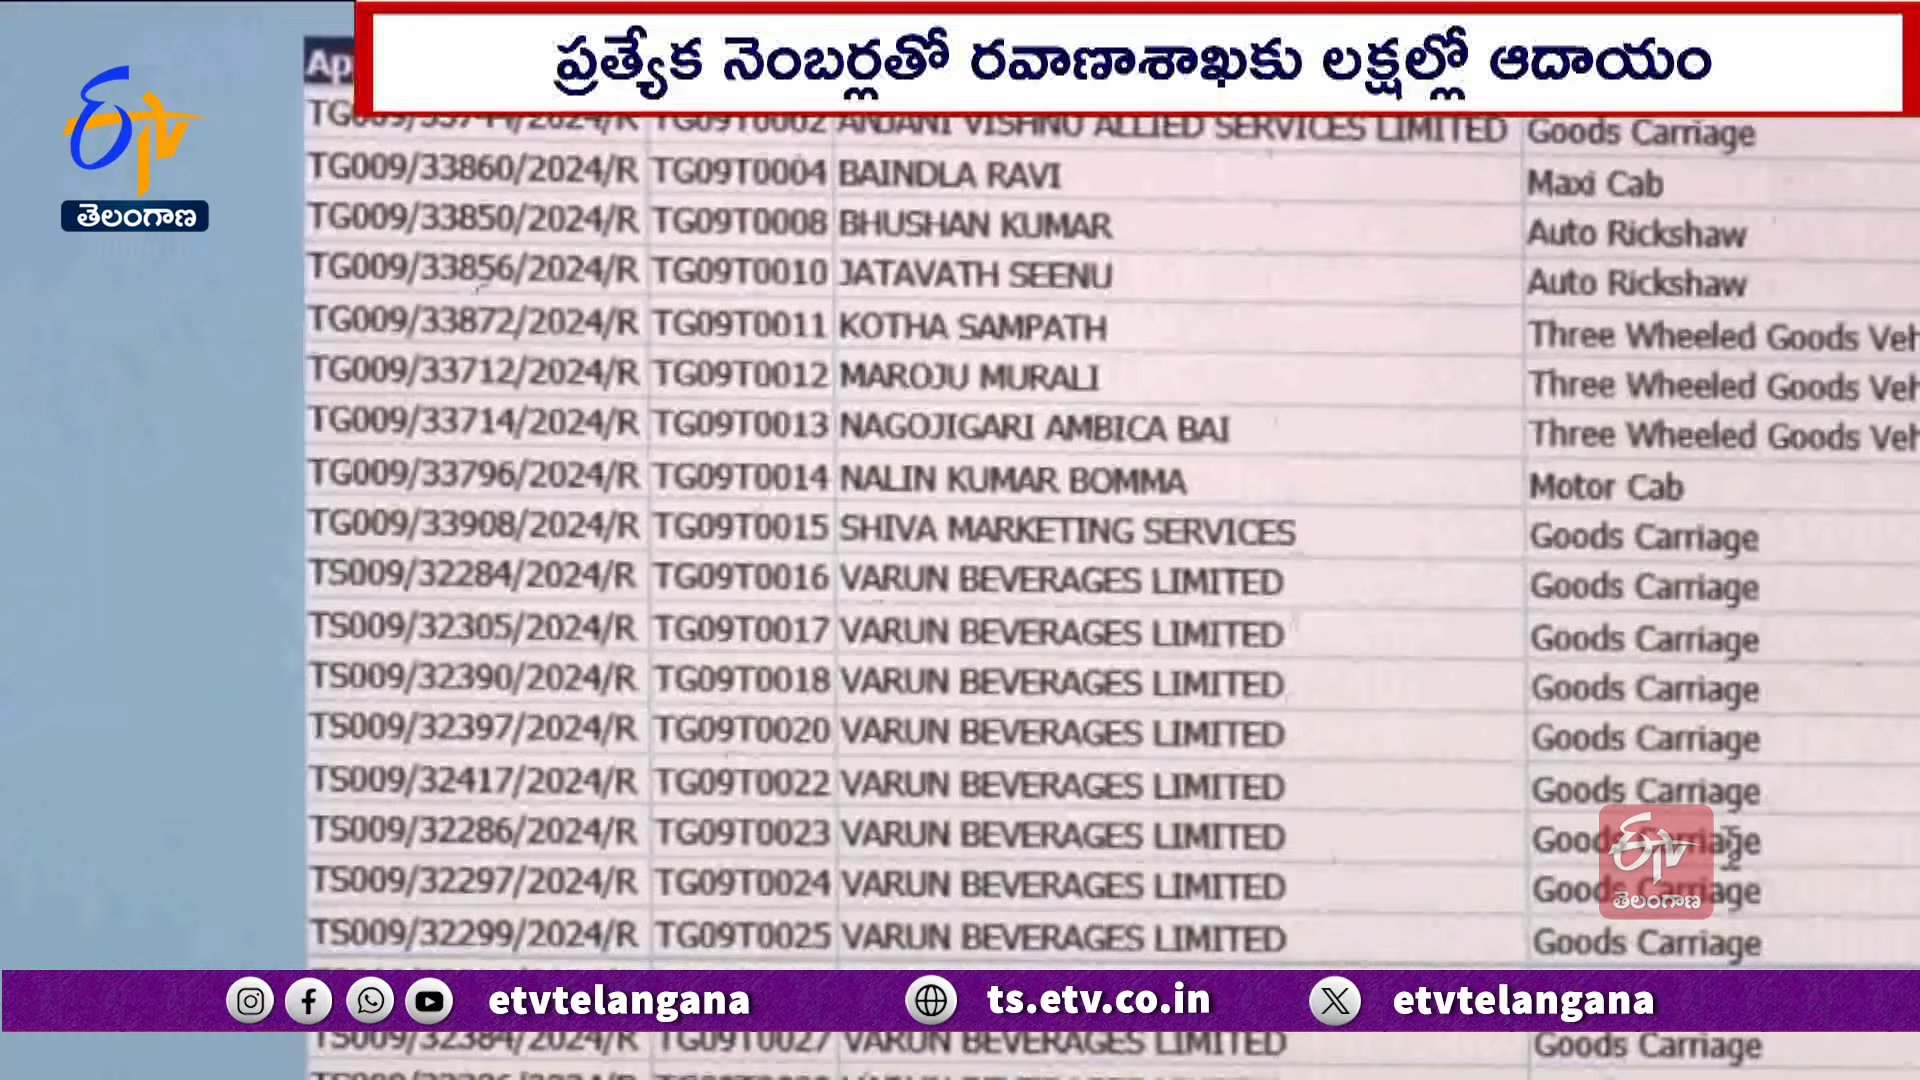 ప్రత్యేక నెంబర్లతో రవాణాశాఖకు లక్షల్లో ఆదాయం
ETV
తెలంగాణ
Ap
TG009/33744/2024/R TG09T0002 ANJANI VISHNU ALLIED SERVICES LIMITED Goods Carriage
TG009/33860/2024/R TG09T0004 BAINDLA RAVI Maxi Cab
TG009/33850/2024/R TG09T0008 BHUSHAN KUMAR Auto Rickshaw
TG009/33856/2024/R TG09T0010 JATAVATH SEENU Auto Rickshaw
TG009/33872/2024/R TG09T0011 KOTHA SAMPATH Three Wheeled Goods Veh
TG009/33712/2024/R TG09T0012 MAROJU MURALI Three Wheeled Goods Veh
TG009/33714/2024/R TG09T0013 NAGOJIGARI AMBICA BAI Three Wheeled Goods Veh
TG009/33796/2024/R TG09T0014 NALIN KUMAR BOMMA Motor Cab
TG009/33908/2024/R TG09T0015 SHIVA MARKETING SERVICES Goods Carriage
TS009/32284/2024/R TG09T0016 VARUN BEVERAGES LIMITED Goods Carriage
TS009/32305/2024/R TG09T0017 VARUN BEVERAGES LIMITED Goods Carriage
TS009/32390/2024/R TG09T0018 VARUN BEVERAGES LIMITED Goods Carriage
TS009/32397/2024/R TG09T0020 VARUN BEVERAGES LIMITED Goods Carriage
TS009/32417/2024/R TG09T0022 VARUN BEVERAGES LIMITED Goods Carriage
TS009/32286/2024/R TG09T0023 VARUN BEVERAGES LIMITED Goods Carriage
TS009/32297/2024/R TG09T0024 VARUN BEVERAGES LIMITED Goods Carriage
TS009/32299/2024/R TG09T0025 VARUN BEVERAGES LIMITED Goods Carriage
తెలంగాణ
etvtelangana ts.etv.co.in etvtelangana
TS009/32384/2024/R TG09T0027 VARUN BEVERAGES LIMITED Goods Carriage